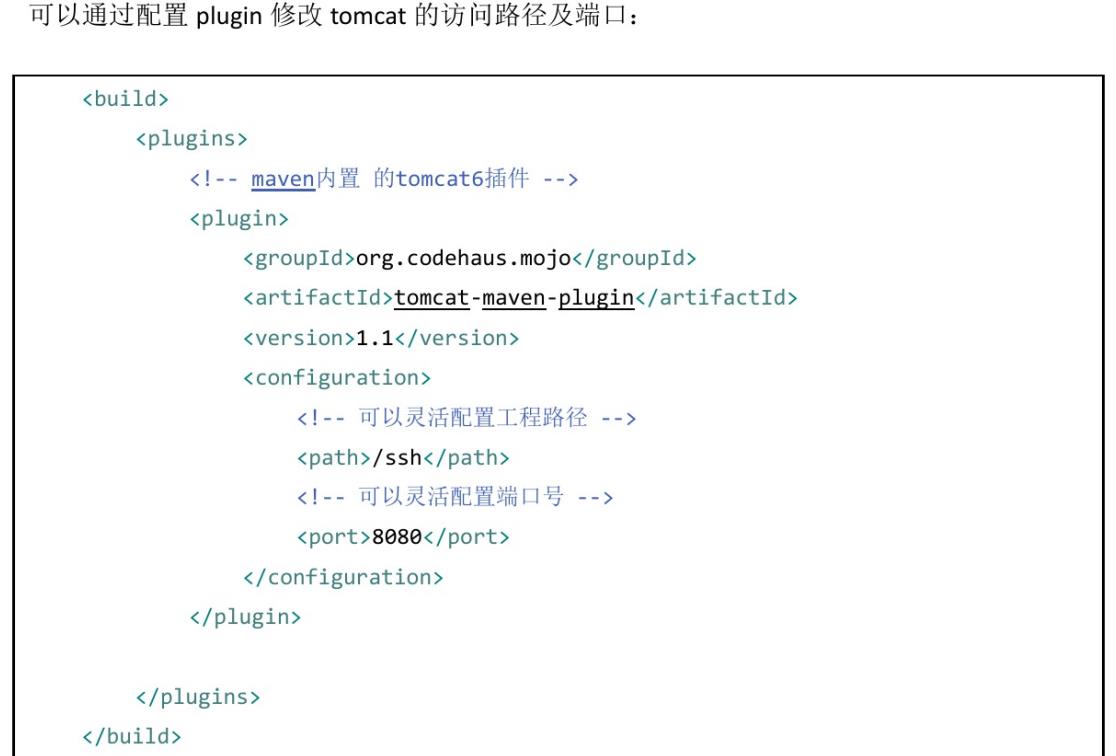 可以通过配置 plugin 修改 tomcat 的访问路径及端口：
<build>
<plugins>
<!-- maven内置 的tomcat6插件 -->
<plugin>
<groupId>org.codehaus.mojo</groupId>
<artifactId>tomcat-maven-plugin</artifactId>
<version>1.1</version>
<configuration>
<!-- 可以灵活配置工程路径 -->
<path>/ssh</path>
<!-- 可以灵活配置端口号 -->
<port>8080</port>
</configuration>
</plugin>
</plugins>
</build>